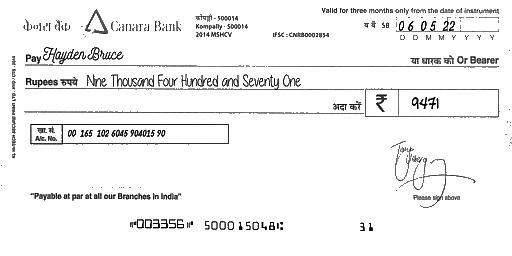 Valid for three months only from the date of instrument
केनरा बैंक Canara Bank
कोंपल्ली - 500014
Kompally - 500014
2014 MSHCV
IFSC : CNRB0002854
SB 06 05 22
D D M M Y Y Y Y
Pay Hayden Bruce या धारक को Or Bearer
Rupees रुपये Nine Thousand Four Hundred and Seventy One
अदा करें ₹ 9471
खा. सं.
A/c. No. 00 165 102 6045 904015 90
Please sign above
"Payable at par at all our Branches in India"
⑈003356⑈ 500015048⑆ 31